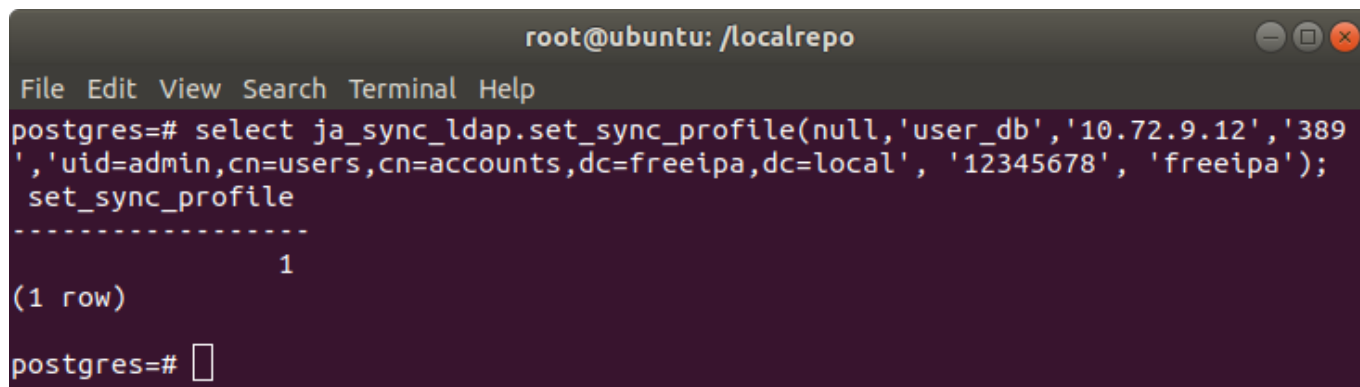 root@ubuntu: /localrepo
File Edit View Search Terminal Help
postgres=# select ja_sync_ldap.set_sync_profile(null,'user_db','10.72.9.12','389
','uid=admin,cn=users,cn=accounts,dc=freeipa,dc=local', '12345678', 'freeipa');
 set_sync_profile
------------------
                1
(1 row)
postgres=#